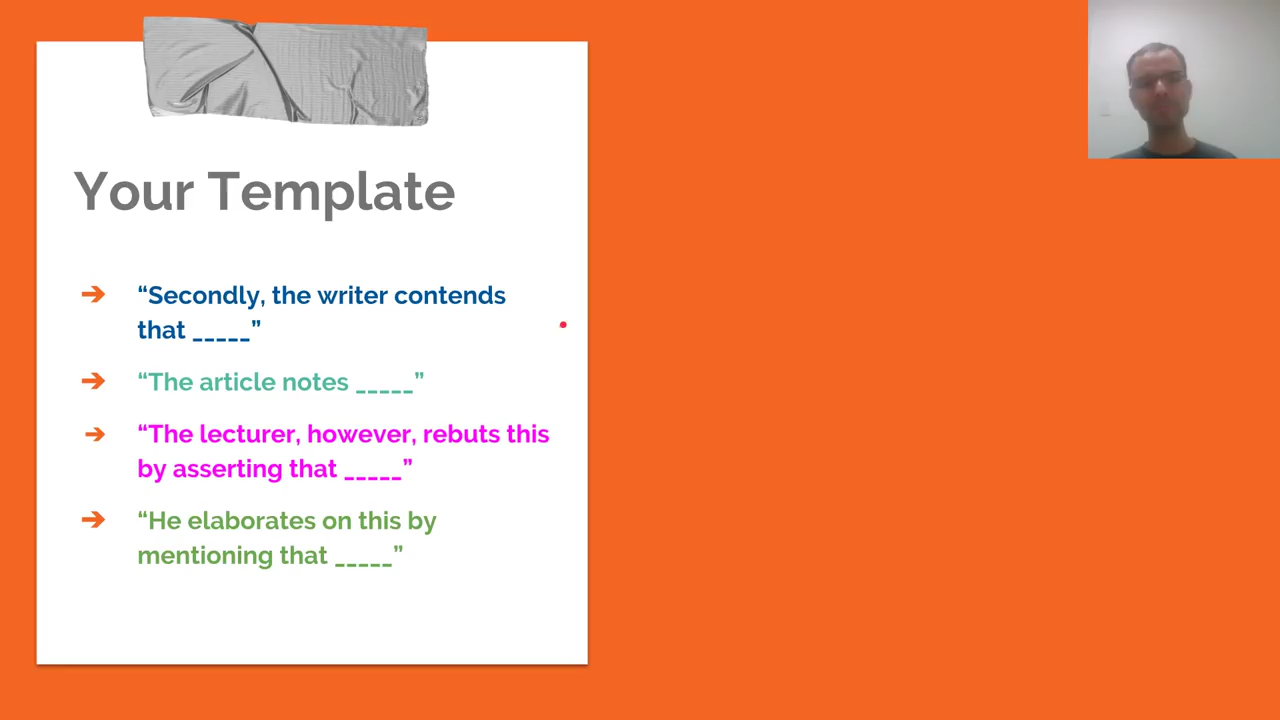 Your Template
➔ “Secondly, the writer contends
that _____”
➔ “The article notes _____”
➔ “The lecturer, however, rebuts this
by asserting that _____”
➔ “He elaborates on this by
mentioning that _____”